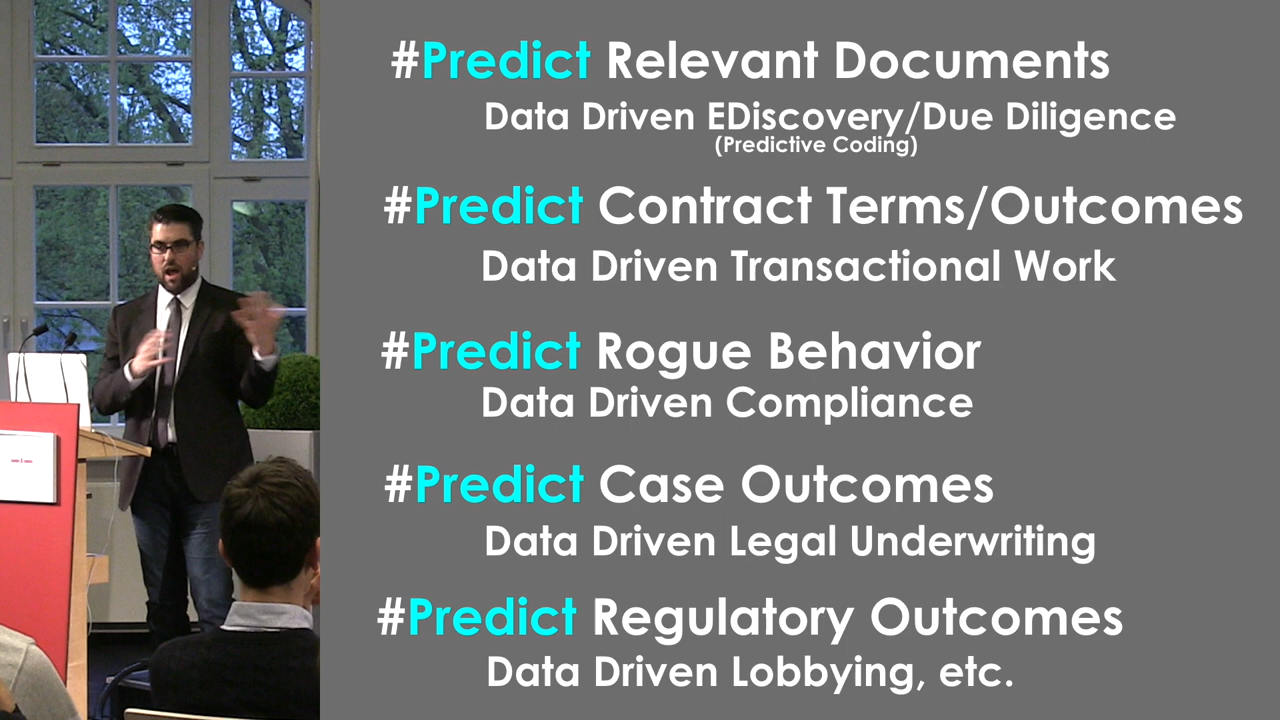 #Predict Relevant Documents
Data Driven EDiscovery/Due Diligence
(Predictive Coding)
#Predict Contract Terms/Outcomes
Data Driven Transactional Work
#Predict Rogue Behavior
Data Driven Compliance
#Predict Case Outcomes
Data Driven Legal Underwriting
#Predict Regulatory Outcomes
Data Driven Lobbying, etc.